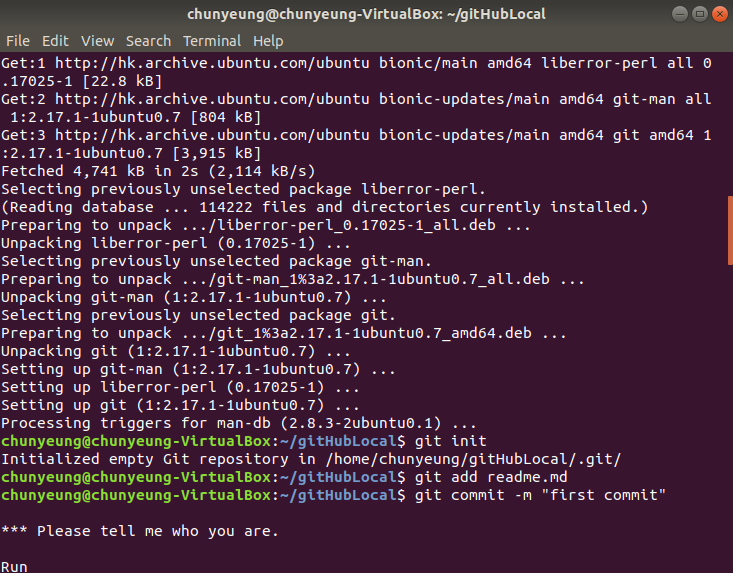 chunyeung@chunyeung-VirtualBox: ~/gitHubLocal
File Edit View Search Terminal Help
Get:1 http://hk.archive.ubuntu.com/ubuntu bionic/main amd64 liberror-perl all 0
.17025-1 [22.8 kB]
Get:2 http://hk.archive.ubuntu.com/ubuntu bionic-updates/main amd64 git-man all
 1:2.17.1-1ubuntu0.7 [804 kB]
Get:3 http://hk.archive.ubuntu.com/ubuntu bionic-updates/main amd64 git amd64 1
:2.17.1-1ubuntu0.7 [3,915 kB]
Fetched 4,741 kB in 2s (2,114 kB/s)
Selecting previously unselected package liberror-perl.
(Reading database ... 114222 files and directories currently installed.)
Preparing to unpack .../liberror-perl_0.17025-1_all.deb ...
Unpacking liberror-perl (0.17025-1) ...
Selecting previously unselected package git-man.
Preparing to unpack .../git-man_1%3a2.17.1-1ubuntu0.7_all.deb ...
Unpacking git-man (1:2.17.1-1ubuntu0.7) ...
Selecting previously unselected package git.
Preparing to unpack .../git_1%3a2.17.1-1ubuntu0.7_amd64.deb ...
Unpacking git (1:2.17.1-1ubuntu0.7) ...
Setting up git-man (1:2.17.1-1ubuntu0.7) ...
Setting up liberror-perl (0.17025-1) ...
Setting up git (1:2.17.1-1ubuntu0.7) ...
Processing triggers for man-db (2.8.3-2ubuntu0.1) ...
chunyeung@chunyeung-VirtualBox:~/gitHubLocal$ git init
Initialized empty Git repository in /home/chunyeung/gitHubLocal/.git/
chunyeung@chunyeung-VirtualBox:~/gitHubLocal$ git add readme.md
chunyeung@chunyeung-VirtualBox:~/gitHubLocal$ git commit -m "first commit"
*** Please tell me who you are.
Run